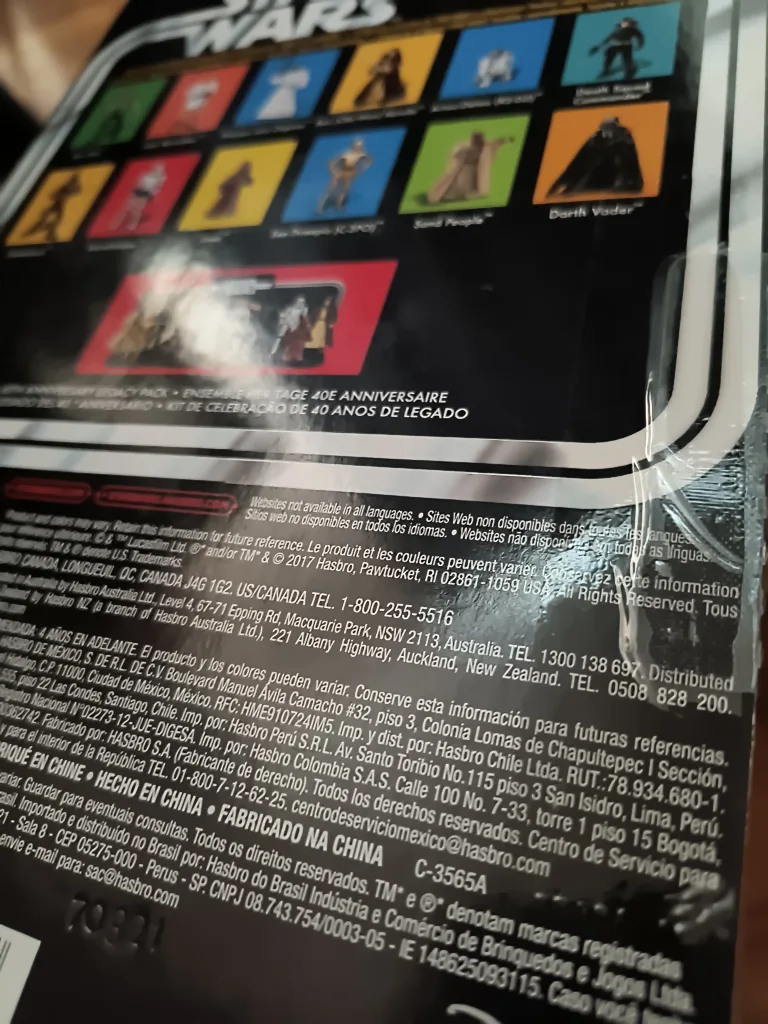 WARS
Death Squad
Commander
See Threepio (C-3PO)™
Sand People™
Darth Vader™
LEGACY PACK • ENSEMBLE TAGE 40E ANNIVERSAIRE
ANIVERSARIO • KIT DE CELEBRAÇÃO DE 40 ANOS DE LEGADO
Websites not available in all languages. • Sites Web non disponibles dans toutes les langues.
Sitios web no disponibles en todos los idiomas. • Websites não disponíveis em todas as línguas.
may vary. Retain this information for future reference. Le produit et les couleurs peuvent varier. Conservez cette information
Lucasfilm Ltd. ®* and/or TM* & © 2017 Hasbro, Pawtucket, RI 02861-1059 USA. All Rights Reserved. Tous
TM* & ® denote U.S. Trademarks.
CANADA, LONGUEUIL, QC, CANADA J4G 1G2. US/CANADA TEL. 1-800-255-5516
in Australia by Hasbro Australia Ltd., Level 4, 67-71 Epping Rd, Macquarie Park, NSW 2113, Australia. TEL. 1300 138 697. Distributed
by Hasbro NZ (a branch of Hasbro Australia Ltd.), 221 Albany Highway, Auckland, New Zealand. TEL. 0508 828 200.
4 AÑOS EN ADELANTE. El producto y los colores pueden variar. Conserve esta información para futuras referencias.
HASBRO DE MEXICO, S. DE R.L. DE C.V. Boulevard Manuel Ávila Camacho #32, piso 3, Colonia Lomas de Chapultepec I Sección,
Hidalgo, C.P. 11000, Ciudad de México, México, RFC: HME910724IM5. Imp. y dist. por: Hasbro Chile Ltda. RUT.:78.934.680-1,
piso 22 Las Condes, Santiago, Chile. Imp. por: Hasbro Perú S.R.L. Av. Santo Toribio No.115 piso 3 San Isidro, Lima, Perú.
Registro Nacional N°02273-12-JUE-DIGESA. Imp. por: Hasbro Colombia S.A.S. Calle 100 No. 7-33, torre 1 piso 15 Bogotá,
Fabricado por: HASBRO S.A. (Fabricante de derecho). Todos los derechos reservados. Centro de Servicio para
y para el interior de la República TEL. 01-800-7-12-62-25. centrodeserviciomexico@hasbro.com
EN CHINE • HECHO EN CHINA • FABRICADO NA CHINA C-3565A
variar. Guardar para eventuais consultas. Todos os direitos reservados. TM* e ®* denotam marcas registradas
Importado e distribuído no Brasil por: Hasbro do Brasil Indústria e Comércio de Brinquedos e Jogos Ltda.
- Sala 8 - CEP 05275-000 - Perus - SP. CNPJ 08.743.754/0003-05 - IE 148625093115. Caso você
envie e-mail para: sac@hasbro.com